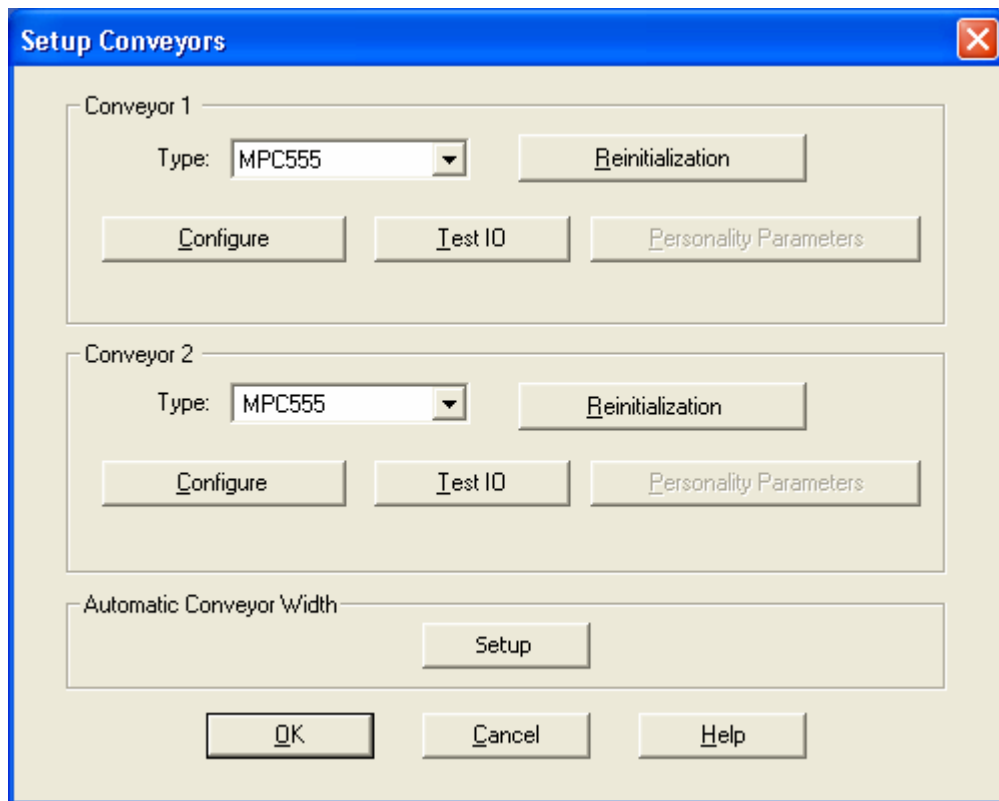 Setup Conveyors
Conveyor 1
Type: MPC555 Reinitialization
Configure Test IO Personality Parameters
Conveyor 2
Type: MPC555 Reinitialization
Configure Test IO Personality Parameters
Automatic Conveyor Width
Setup
OK Cancel Help